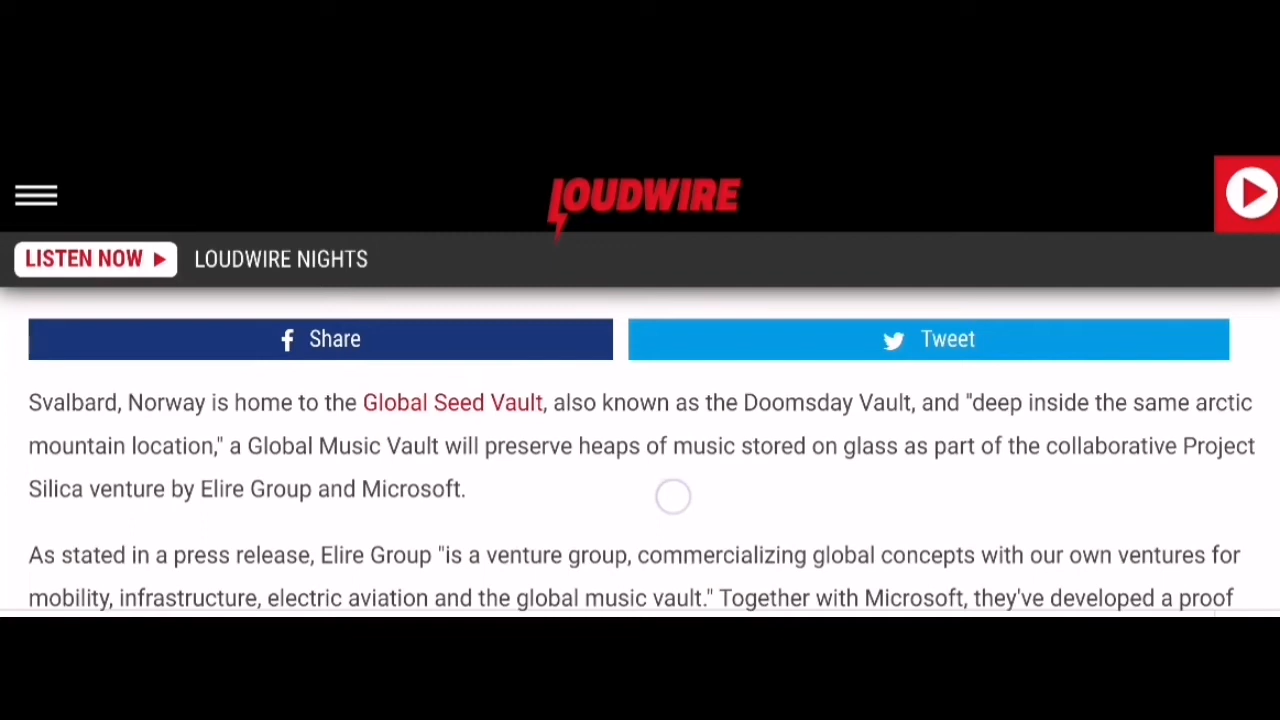 LOUDWIRE
LISTEN NOW
LOUDWIRE NIGHTS
Share
Tweet
Svalbard, Norway is home to the Global Seed Vault, also known as the Doomsday Vault, and "deep inside the same arctic
mountain location," a Global Music Vault will preserve heaps of music stored on glass as part of the collaborative Project
Silica venture by Elire Group and Microsoft.
As stated in a press release, Elire Group "is a venture group, commercializing global concepts with our own ventures for
mobility, infrastructure, electric aviation and the global music vault." Together with Microsoft, they've developed a proof